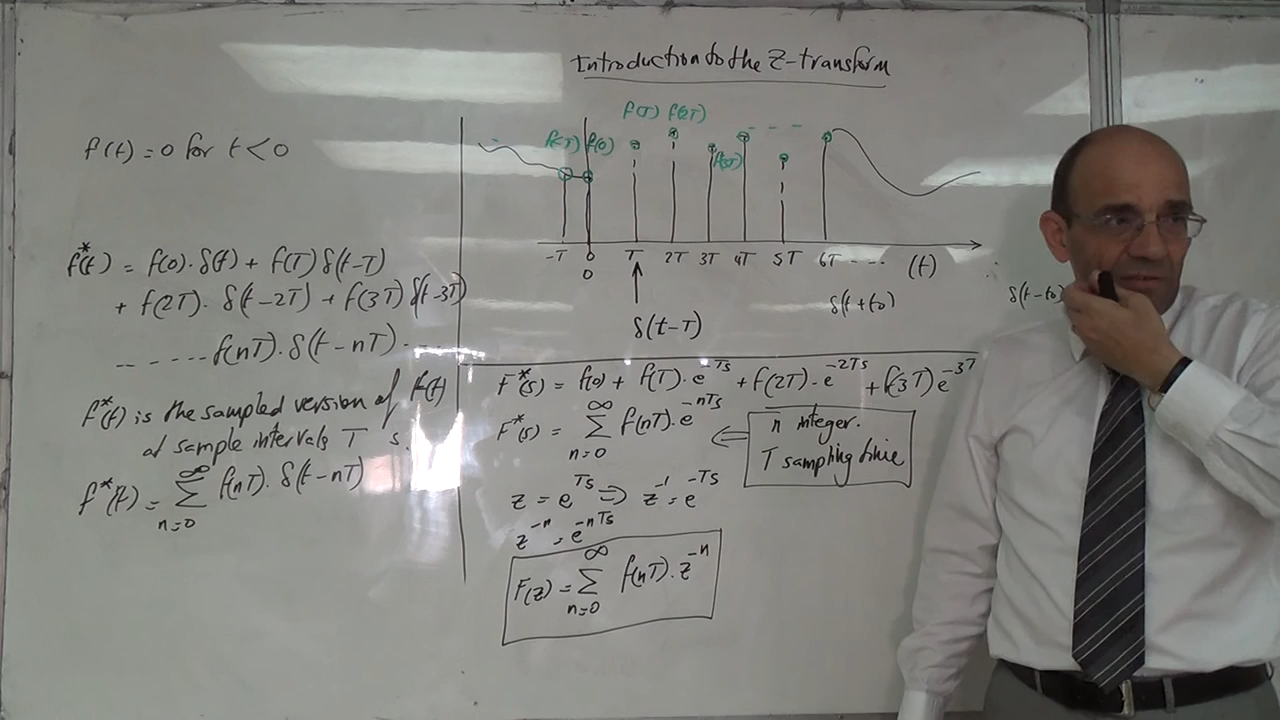 Introduction to the Z-transform
f(t) = 0 for t < 0
f*(t) = f(0).δ(t) + f(T) δ(t-T)
+ f(2T). δ(t-2T) + f(3T) δ(t-3T)
------ f(nT). δ(t-nT) ----
f*(t) is the sampled version of f(t)
at sample intervals T s.
f*(t) = ∑ f(nT). δ(t-nT)
∞
n=0
f(T) f(2T)
f(-T) f(0)
f(3T)
-T 0 T 2T 3T 4T 5T 6T ---- (t)
0
δ(t+t0) δ(t-t0)
δ(t-T)
F*(s) = f(0) + f(T).e^-Ts + f(2T).e^-2Ts + f(3T)e^-3T
F*(s) = ∑ f(nT).e^-nTs
∞
n=0
n integer.
T sampling time
z = e^Ts ⇒ z^-1 = e^-Ts
z^-n = e^-nTs
F(z) = ∑ f(nT).z^-n
∞
n=0